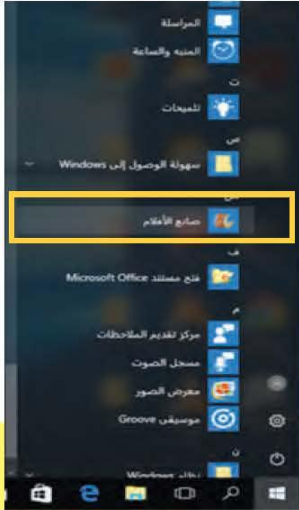 المراسلة
المنبه والساعة
ت
تلميحات
س
سهولة الوصول إلى Windows
ص
صانع الأفلام
ف
فتح مستند Microsoft Office
م
مركز تقديم الملاحظات
مسجل الصوت
معرض الصور
موسيقى Groove
ن
نظام Windows